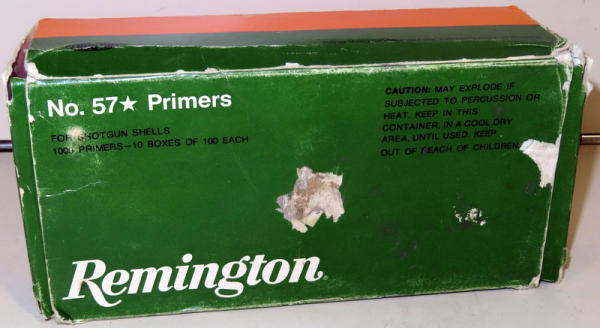 No. 57★ Primers
FOR SHOTGUN SHELLS
1000 PRIMERS—10 BOXES OF 100 EACH
CAUTION: MAY EXPLODE IF
SUBJECTED TO PERCUSSION OR
HEAT. KEEP IN THIS
CONTAINER, IN A COOL DRY
AREA, UNTIL USED. KEEP
OUT OF REACH OF CHILDREN.
Remington